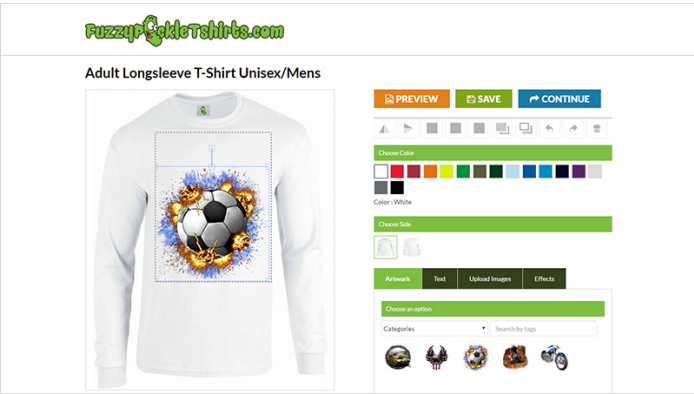 FuzzyPickleTshirts.com
Adult Longsleeve T-Shirt Unisex/Mens
PREVIEW SAVE CONTINUE
Choose Color
Color : White
Choose Side
Artwork Text Upload Images Effects
Choose an option
Categories Search by tags